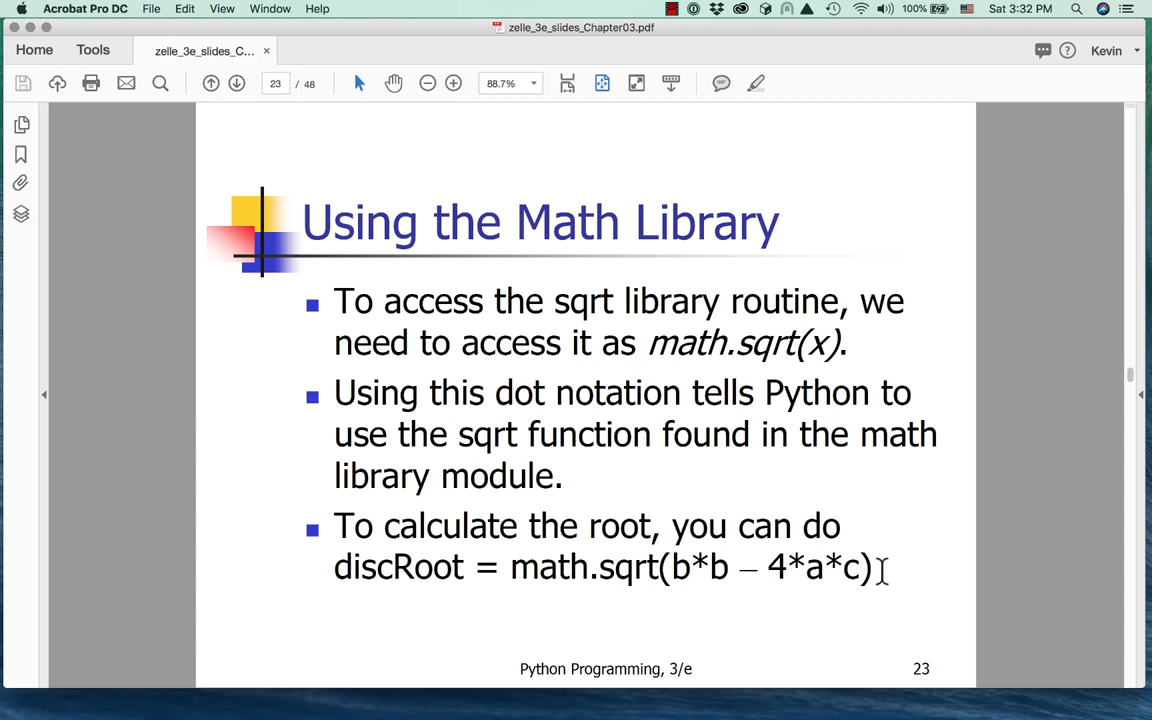 Acrobat Pro DC File Edit View Window Help 100% Sat 3:32 PM
zelle_3e_slides_Chapter03.pdf
Home Tools zelle_3e_slides_C... × Kevin
23 / 48 88.7%
Using the Math Library
To access the sqrt library routine, we
need to access it as math.sqrt(x).
Using this dot notation tells Python to
use the sqrt function found in the math
library module.
To calculate the root, you can do
discRoot = math.sqrt(b*b – 4*a*c)
Python Programming, 3/e 23